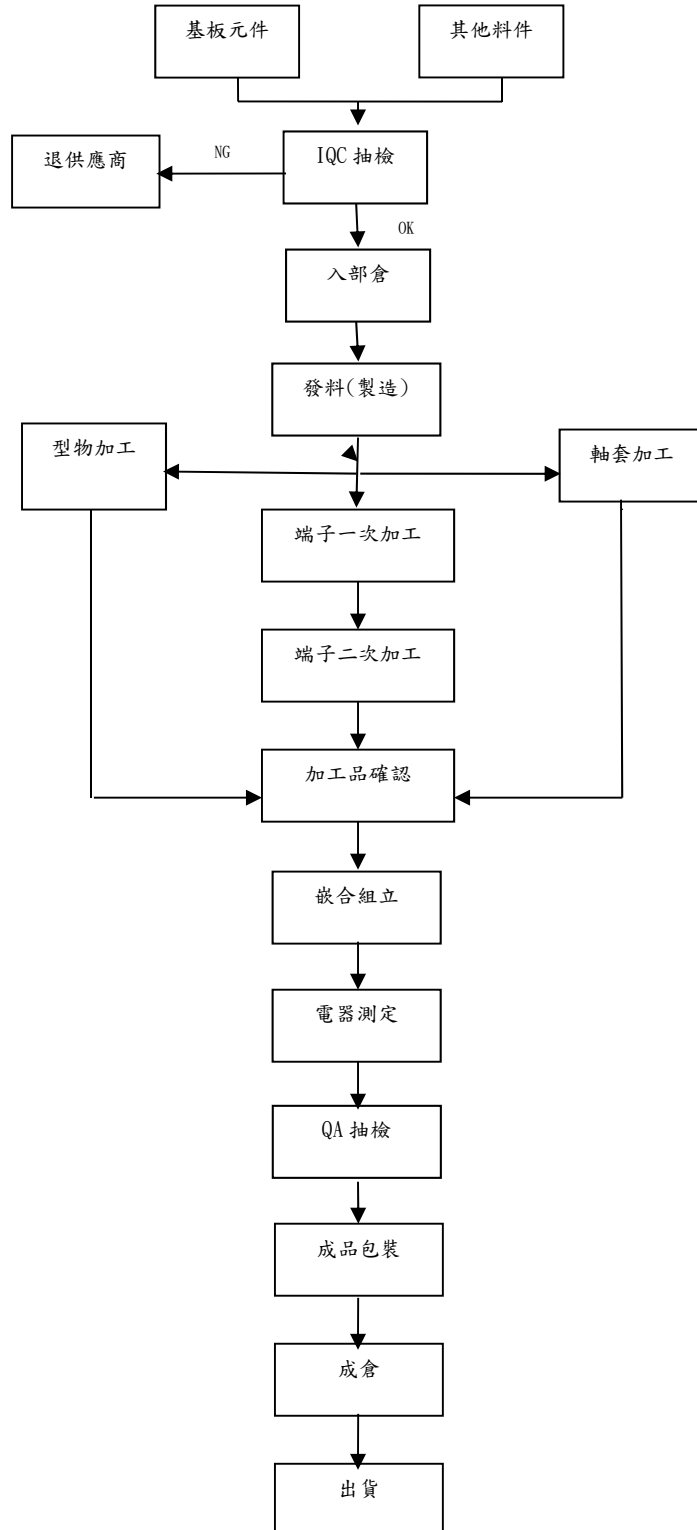 基板元件
其他料件
退供應商
NG
IQC 抽檢
OK
入部倉
發料(製造)
型物加工
軸套加工
端子一次加工
端子二次加工
加工品確認
嵌合組立
電器測定
QA 抽檢
成品包裝
成倉
出貨